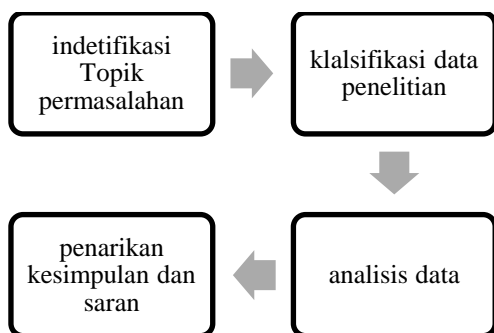 indetifikasi
Topik
permasalahan
klalsifikasi data
penelitian
analisis data
penarikan
kesimpulan dan
saran